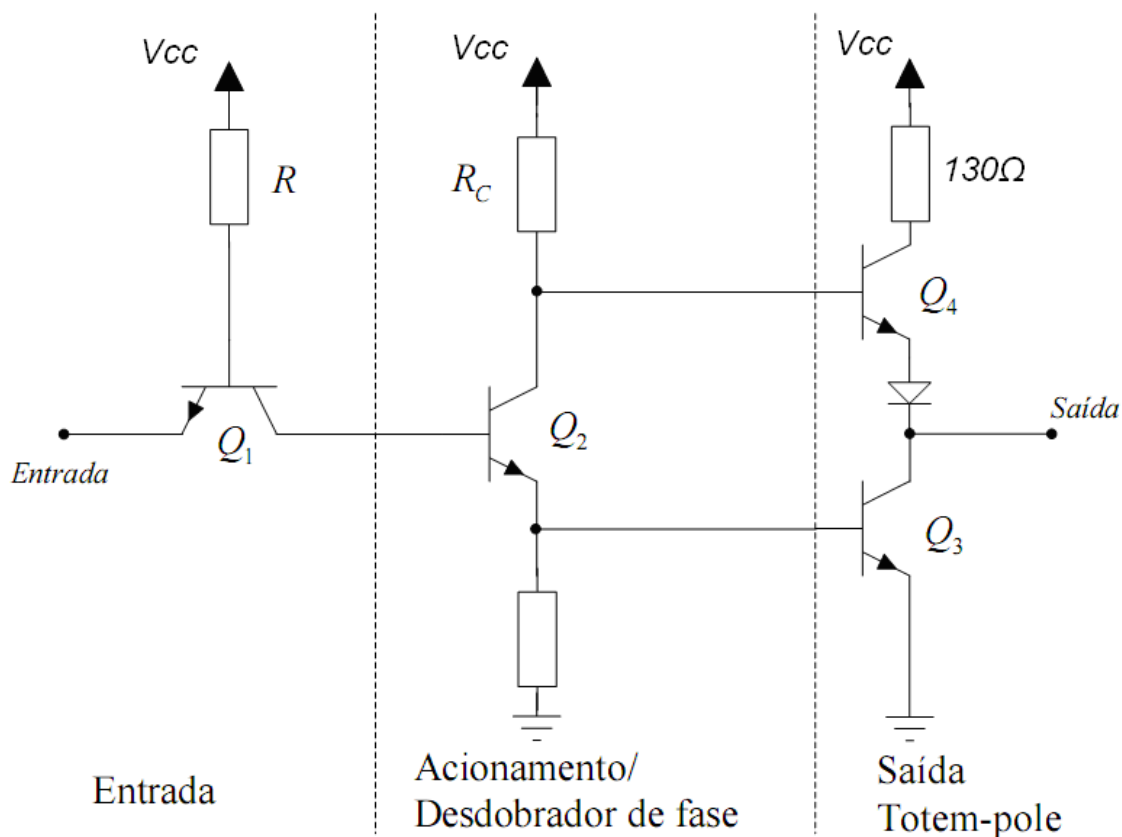 Vcc
Vcc
Vcc
R
R_C
130Ω
Q_1
Q_2
Q_4
Q_3
Entrada
Saída
Entrada
Acionamento/
Desdobrador de fase
Saída
Totem-pole